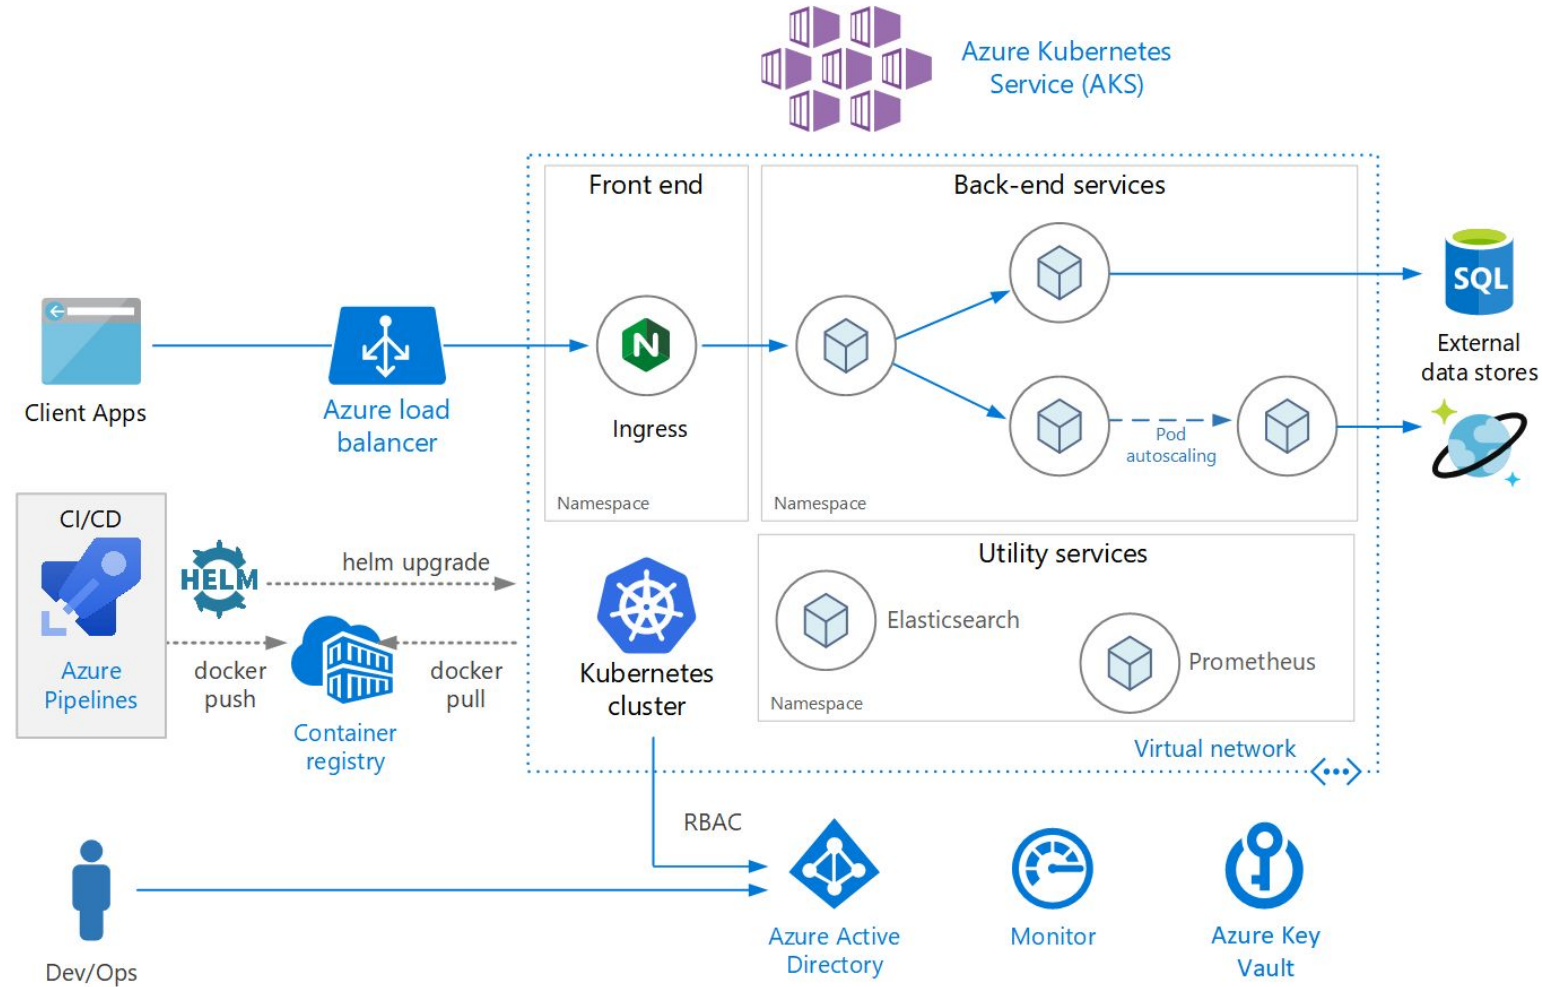 Azure Kubernetes
Service (AKS)
Front end
Back-end services
SQL
External
data stores
Client Apps
Azure load
balancer
N
Ingress
Pod
autoscaling
Namespace
Namespace
CI/CD
HELM
helm upgrade
Utility services
Elasticsearch
Prometheus
Namespace
Azure
Pipelines
docker
push
docker
pull
Container
registry
Kubernetes
cluster
Virtual network
RBAC
Dev/Ops
Azure Active
Directory
Monitor
Azure Key
Vault